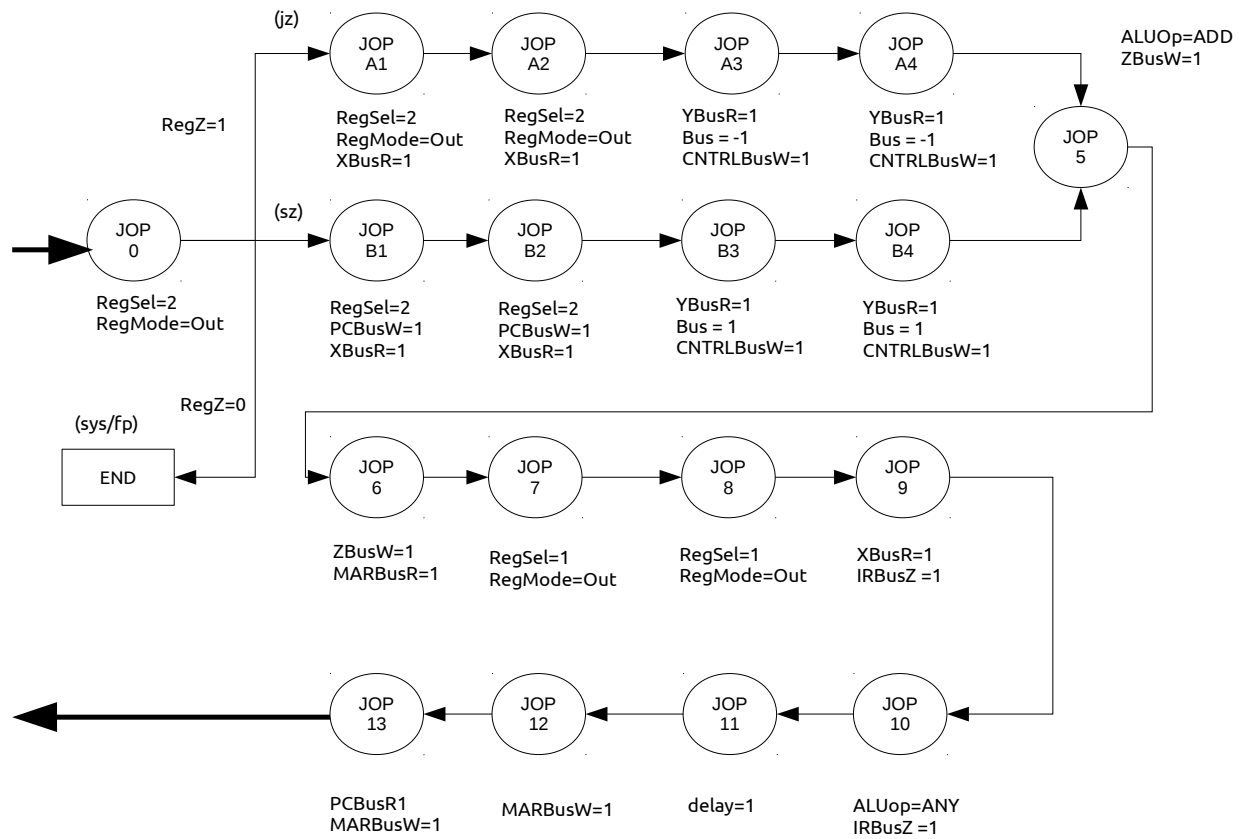 (jz)
JOP
A1
JOP
A2
JOP
A3
JOP
A4
ALUOp=ADD
ZBusW=1
RegZ=1
RegSel=2
RegMode=Out
XBusR=1
RegSel=2
RegMode=Out
XBusR=1
YBusR=1
Bus = -1
CNTRLBusW=1
YBusR=1
Bus = -1
CNTRLBusW=1
JOP
5
(sz)
JOP
0
JOP
B1
JOP
B2
JOP
B3
JOP
B4
RegSel=2
RegMode=Out
RegSel=2
PCBusW=1
XBusR=1
RegSel=2
PCBusW=1
XBusR=1
YBusR=1
Bus = 1
CNTRLBusW=1
YBusR=1
Bus = 1
CNTRLBusW=1
RegZ=0
(sys/fp)
END
JOP
6
JOP
7
JOP
8
JOP
9
ZBusW=1
MARBusR=1
RegSel=1
RegMode=Out
RegSel=1
RegMode=Out
XBusR=1
IRBusZ =1
JOP
13
JOP
12
JOP
11
JOP
10
PCBusR1
MARBusW=1
MARBusW=1
delay=1
ALUop=ANY
IRBusZ =1